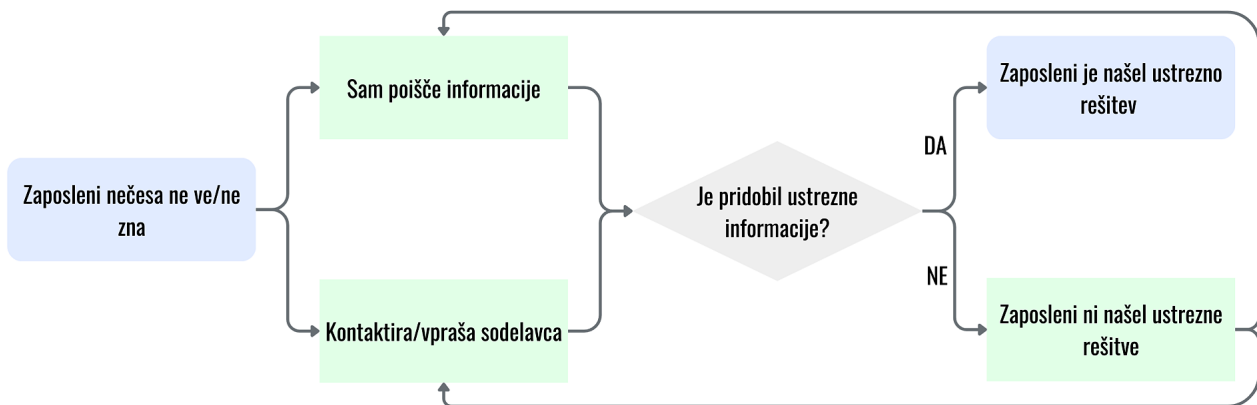 Sam poišče informacije
Zaposleni je našel ustrezno
rešitev
DA
Zaposleni nečesa ne ve/ne
zna
Je pridobil ustrezne
informacije?
NE
Kontaktira/vpraša sodelavca
Zaposleni ni našel ustrezne
rešitve